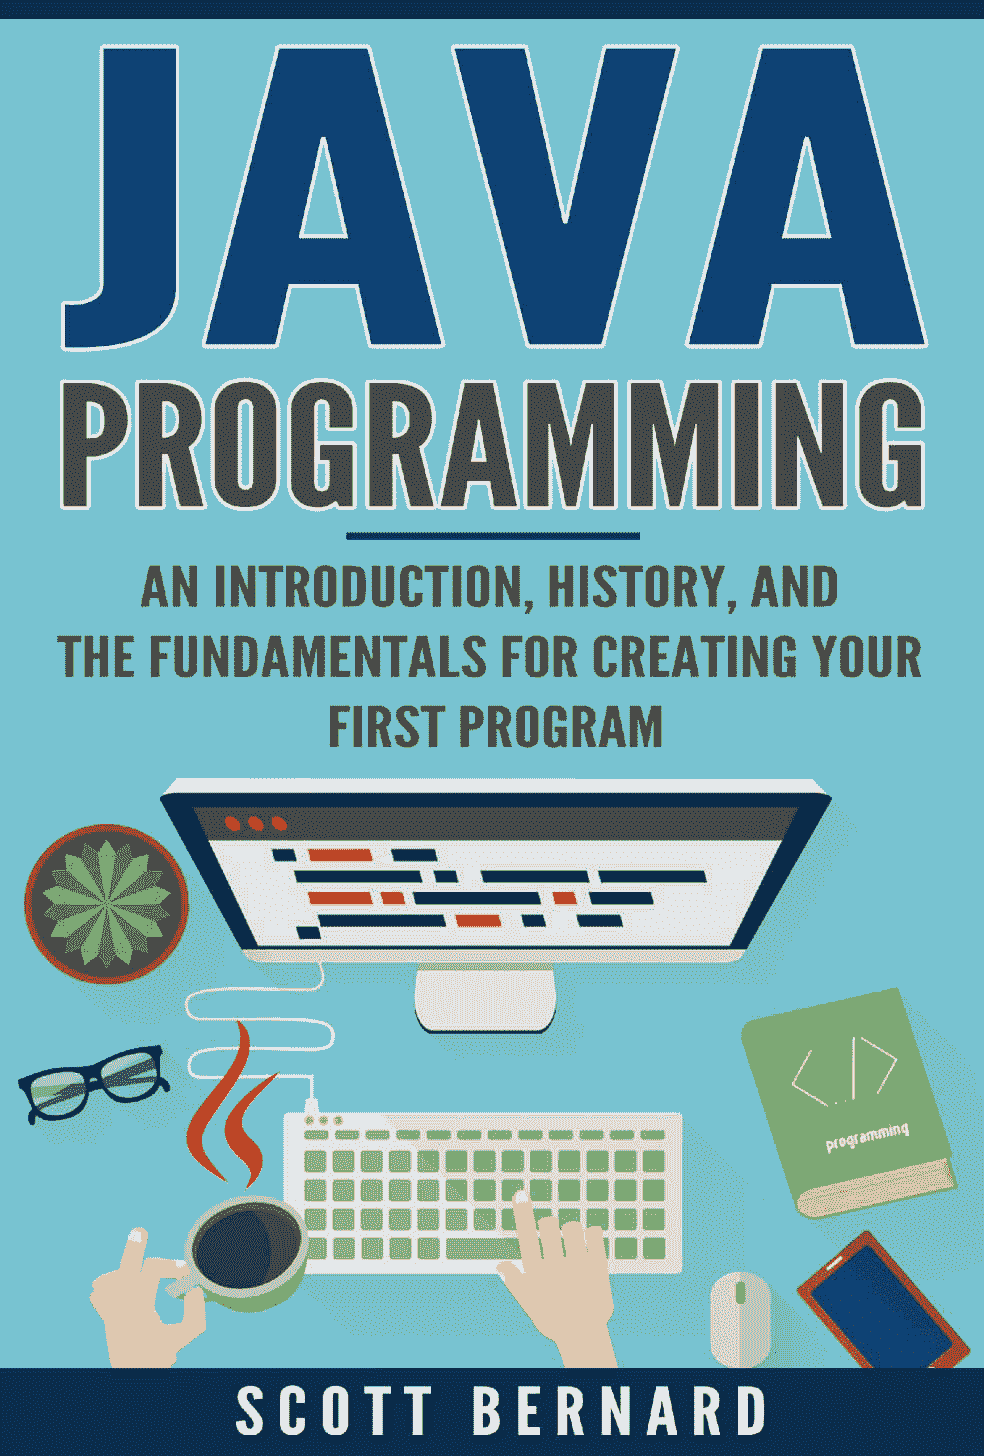 JAVA
PROGRAMMING
AN INTRODUCTION, HISTORY, AND
THE FUNDAMENTALS FOR CREATING YOUR
FIRST PROGRAM
</>
programming
SCOTT BERNARD